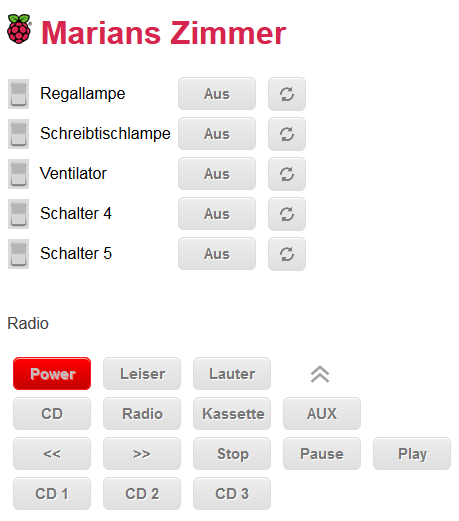 Marians Zimmer
Regallampe Aus
Schreibtischlampe Aus
Ventilator Aus
Schalter 4 Aus
Schalter 5 Aus
Radio
Power Leiser Lauter
CD Radio Kassette AUX
<< >> Stop Pause Play
CD 1 CD 2 CD 3